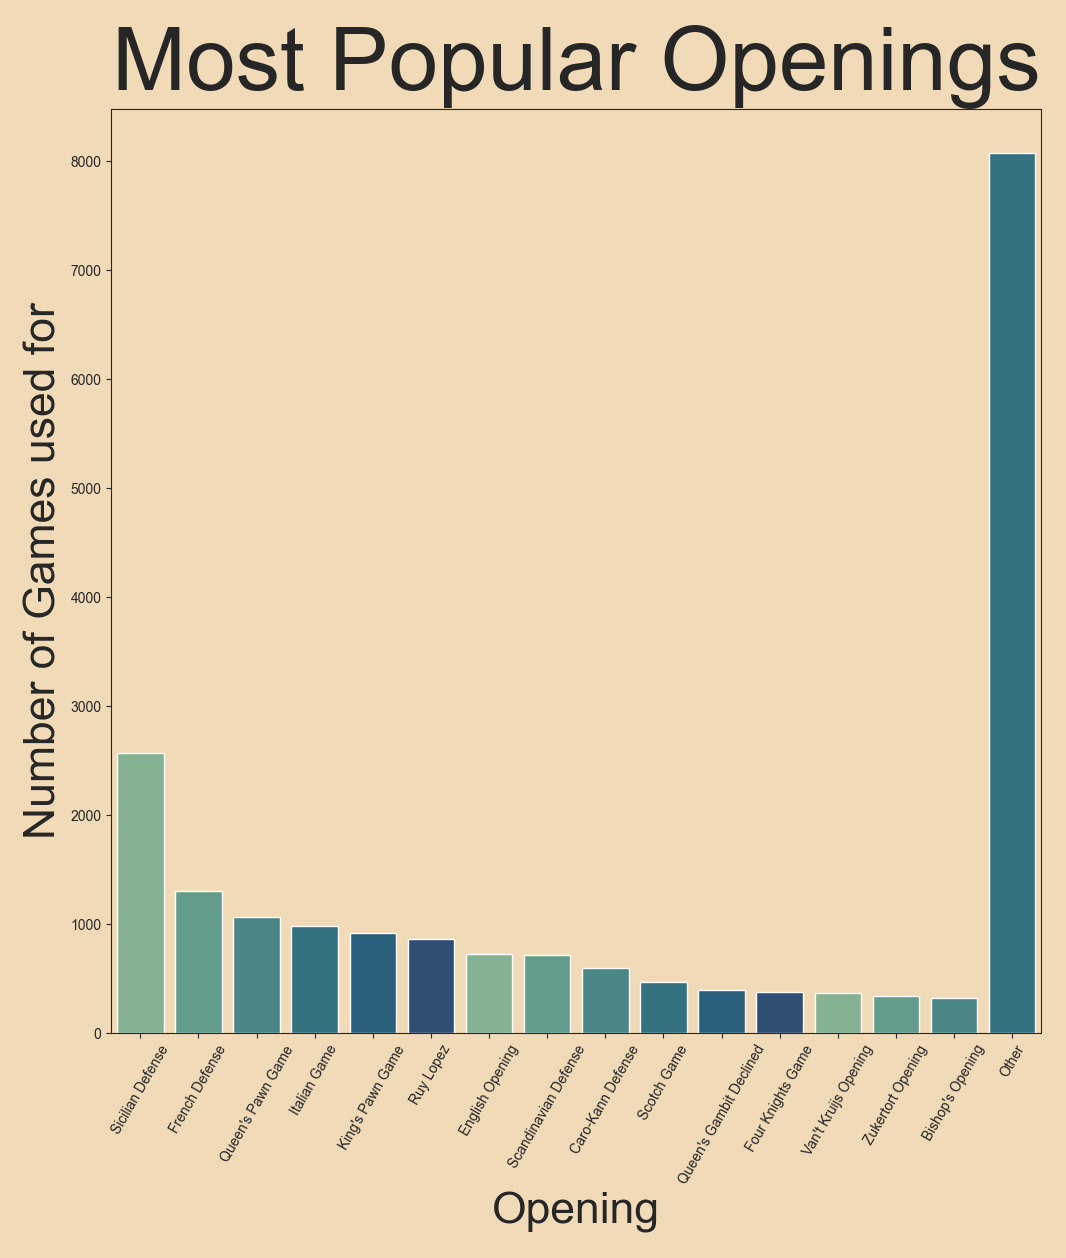 Most Popular Openings
Number of Games used for
8000
7000
6000
5000
4000
3000
2000
1000
0
Sicilian Defense
French Defense
Queen's Pawn Game
Italian Game
King's Pawn Game
Ruy Lopez
English Opening
Scandinavian Defense
Caro-Kann Defense
Scotch Game
Queen's Gambit Declined
Four Knights Game
Van't Kruijs Opening
Zukertort Opening
Bishop's Opening
Other
Opening